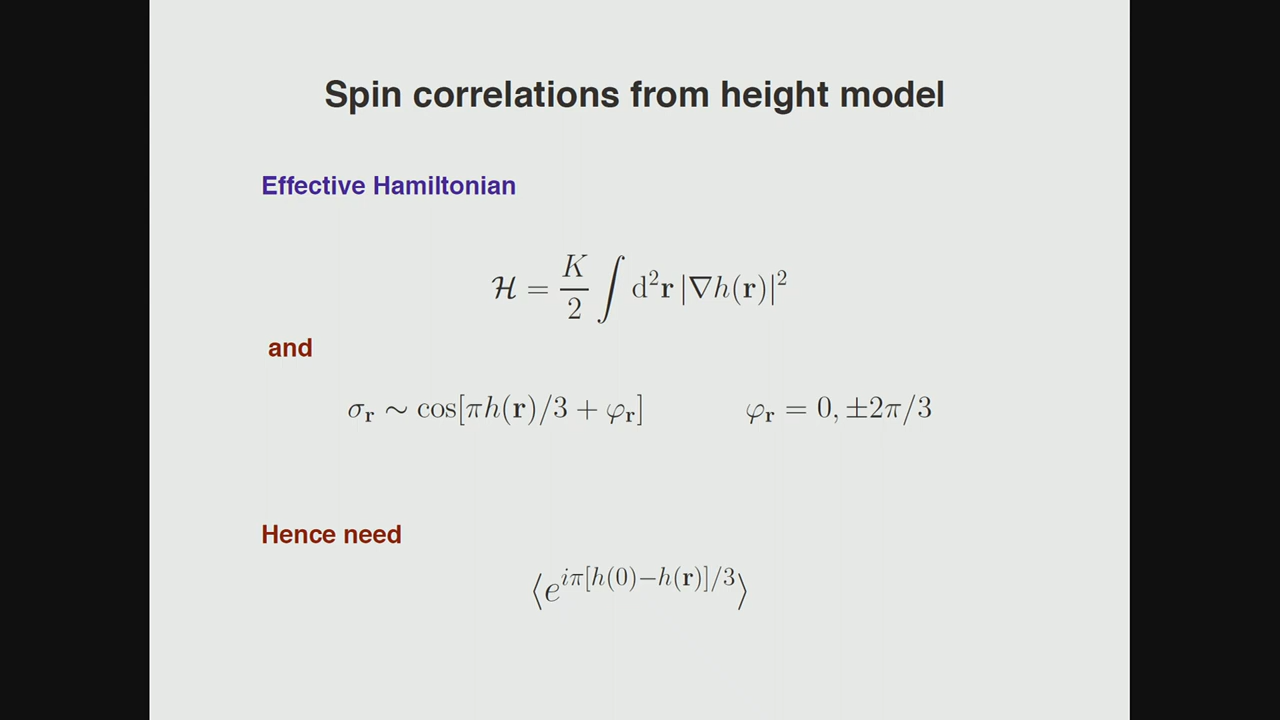 Spin correlations from height model
Effective Hamiltonian
$\mathcal{H} = \frac{K}{2} \int \mathrm{d}^2\mathbf{r}\, |\nabla h(\mathbf{r})|^2$
and
$\sigma_{\mathbf{r}} \sim \cos[\pi h(\mathbf{r})/3 + \varphi_{\mathbf{r}}] \qquad \varphi_{\mathbf{r}} = 0, \pm 2\pi/3$
Hence need
$\langle e^{i\pi[h(0)-h(\mathbf{r})]/3} \rangle$